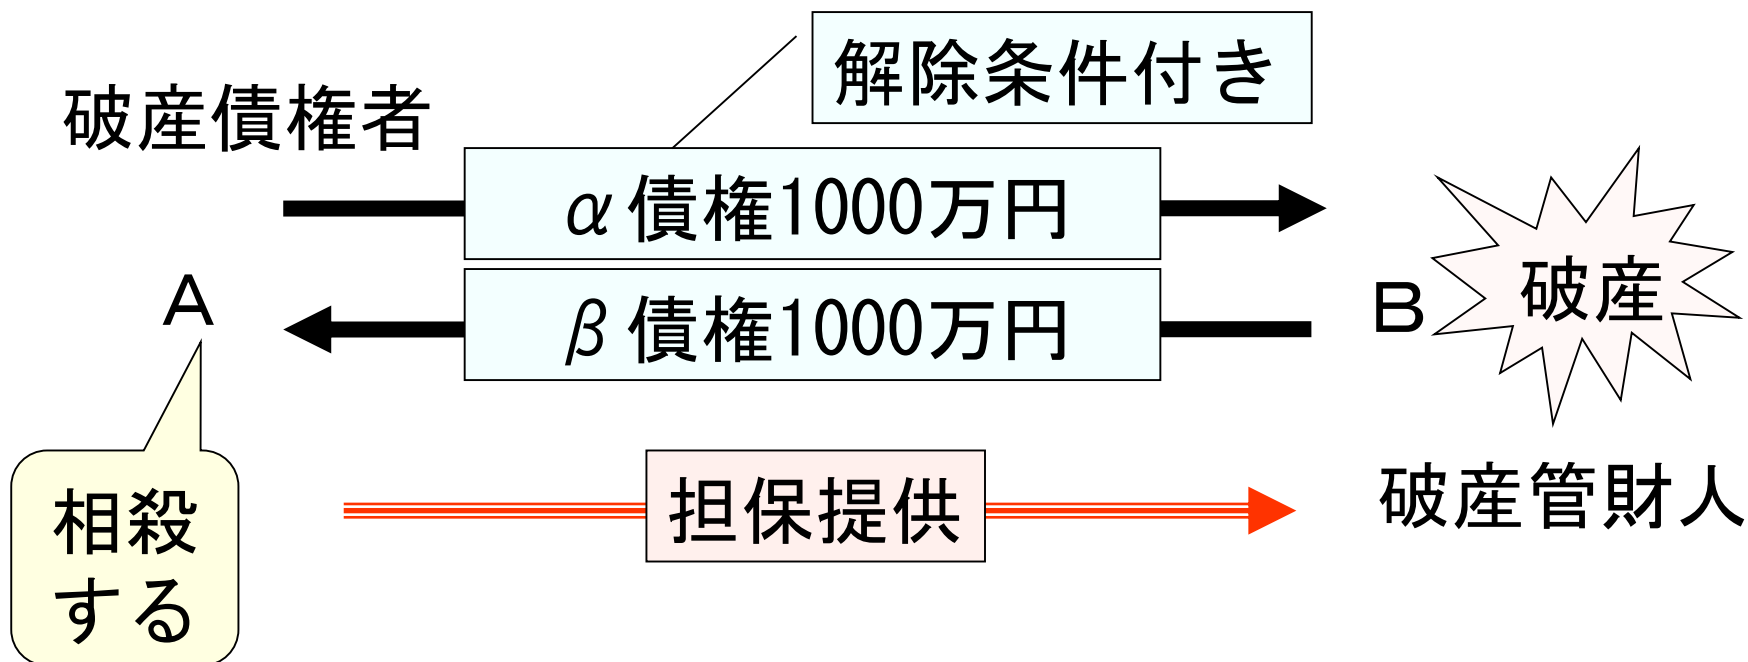 解除条件付き
破産債権者
α債権1000万円
A
β債権1000万円
B
破産
相殺
する
担保提供
破産管財人